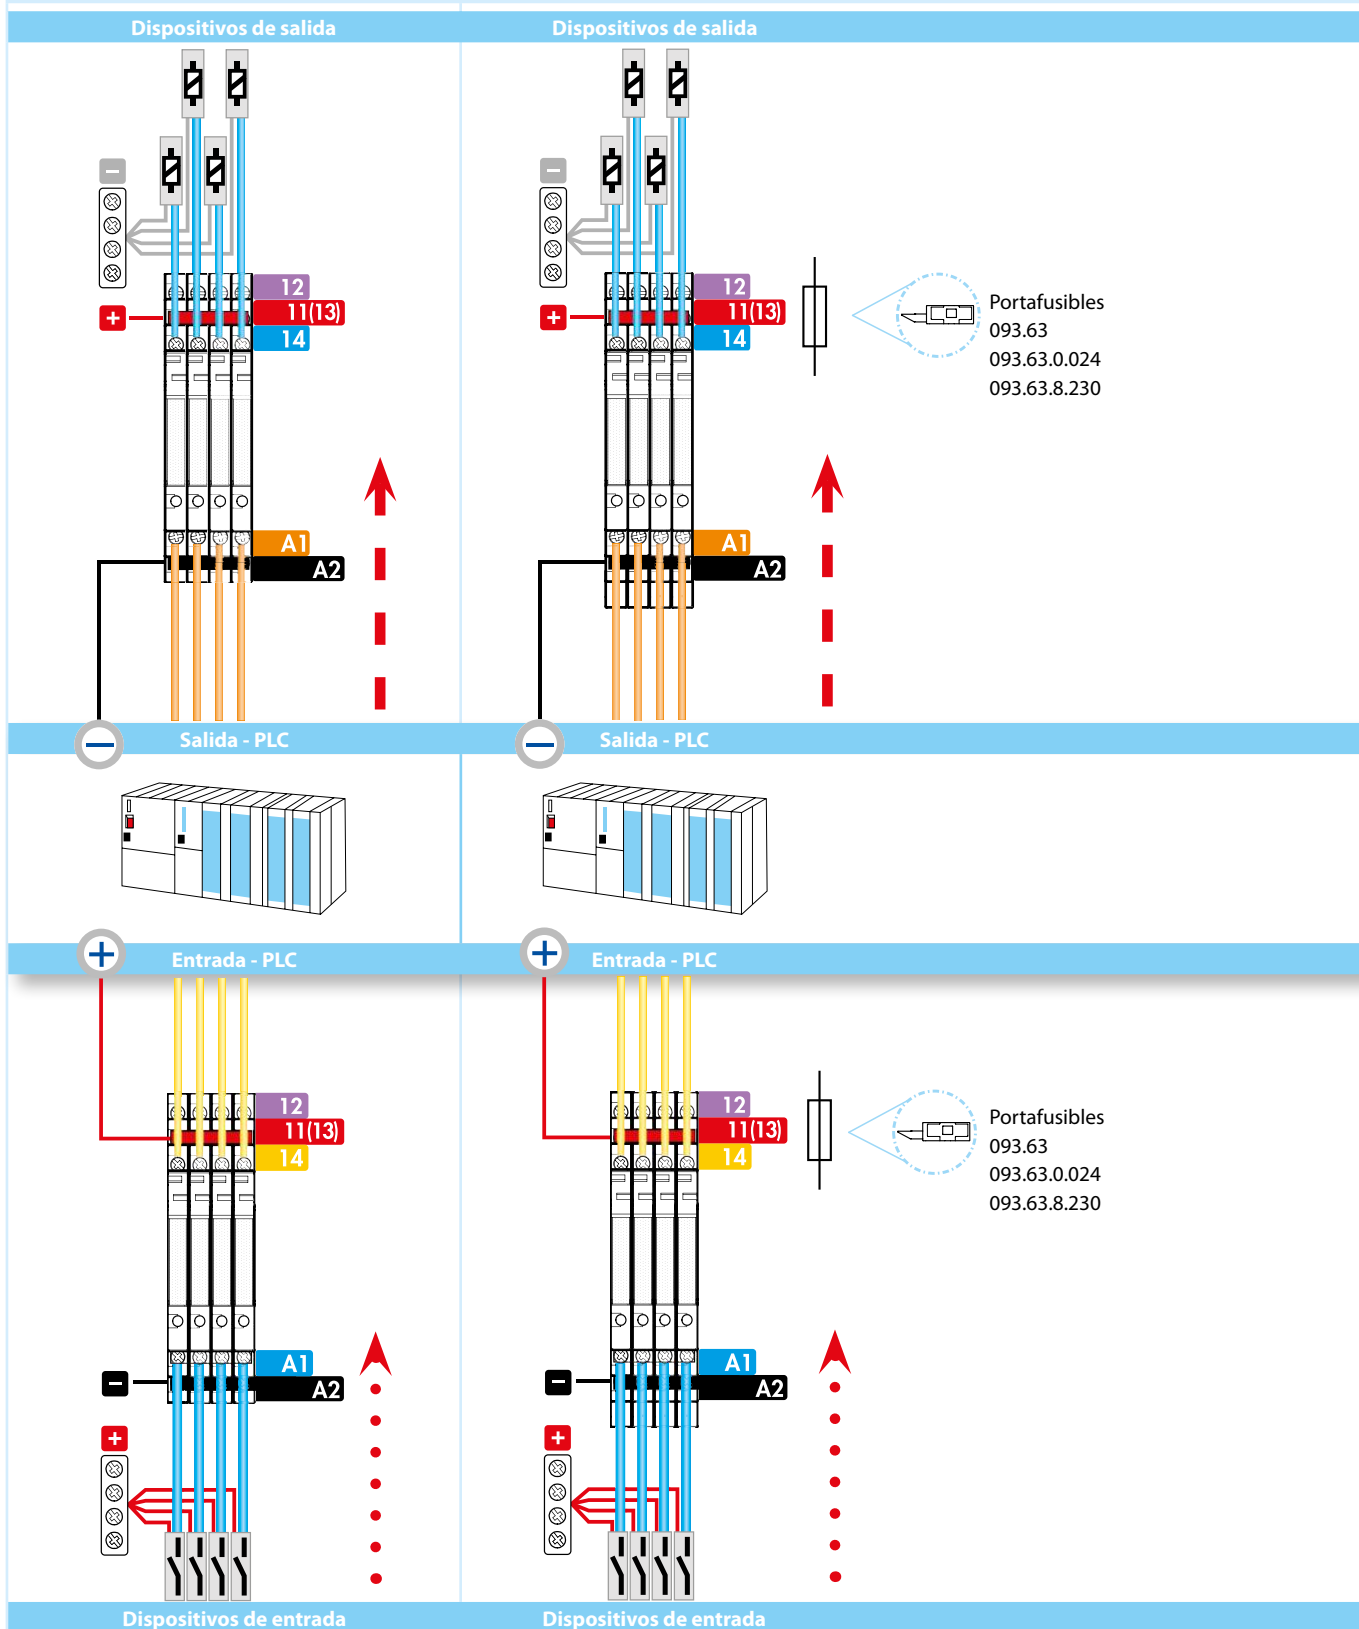 Dispositivos de salida
Dispositivos de salida
−
+
12
11(13)
14
A1
A2
−
+
12
11(13)
14
A1
A2
Portafusibles
093.63
093.63.0.024
093.63.8.230
−
Salida - PLC
−
Salida - PLC
+
Entrada - PLC
+
Entrada - PLC
12
11(13)
14
A1
A2
−
+
12
11(13)
14
A1
A2
−
+
Portafusibles
093.63
093.63.0.024
093.63.8.230
Dispositivos de entrada
Dispositivos de entrada